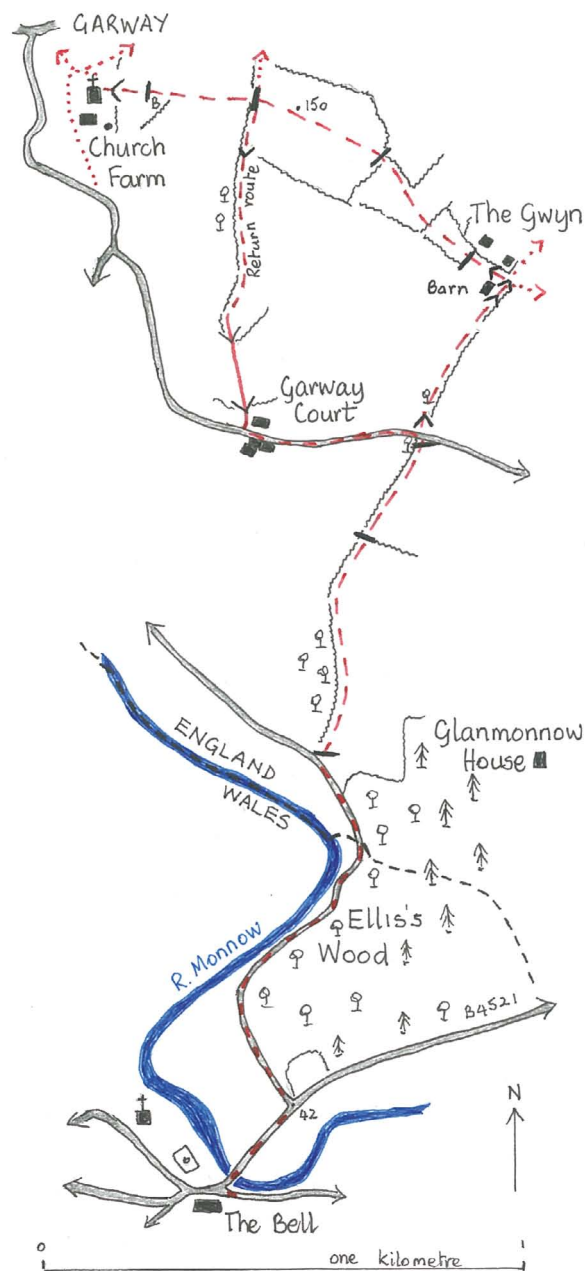 GARWAY
B
.150
Church
Farm
Return route
The Gwyn
Barn
Garway
Court
ENGLAND
WALES
Glanmonnow
House
R. Monnow
Ellis's
Wood
B4521
42
N
The Bell
0
one kilometre
1